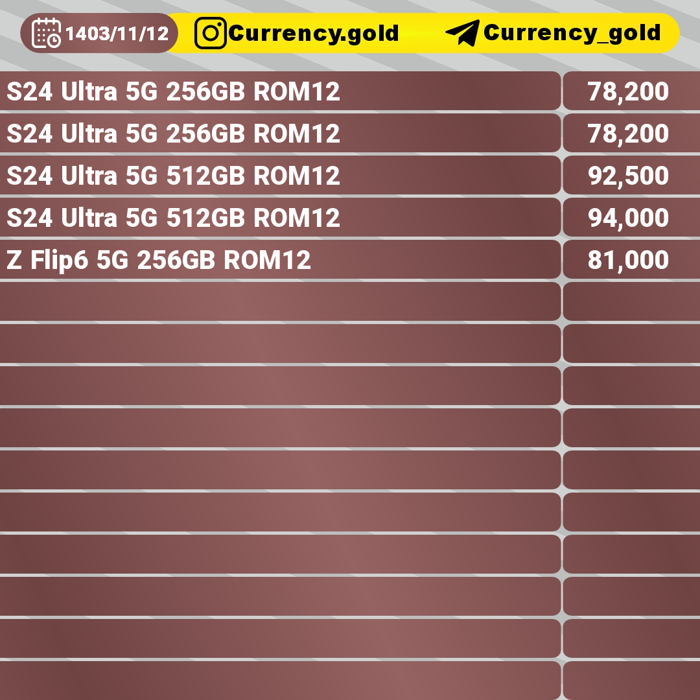 1403/11/12 Currency.gold Currency_gold
S24 Ultra 5G 256GB ROM12 78,200
S24 Ultra 5G 256GB ROM12 78,200
S24 Ultra 5G 512GB ROM12 92,500
S24 Ultra 5G 512GB ROM12 94,000
Z Flip6 5G 256GB ROM12 81,000